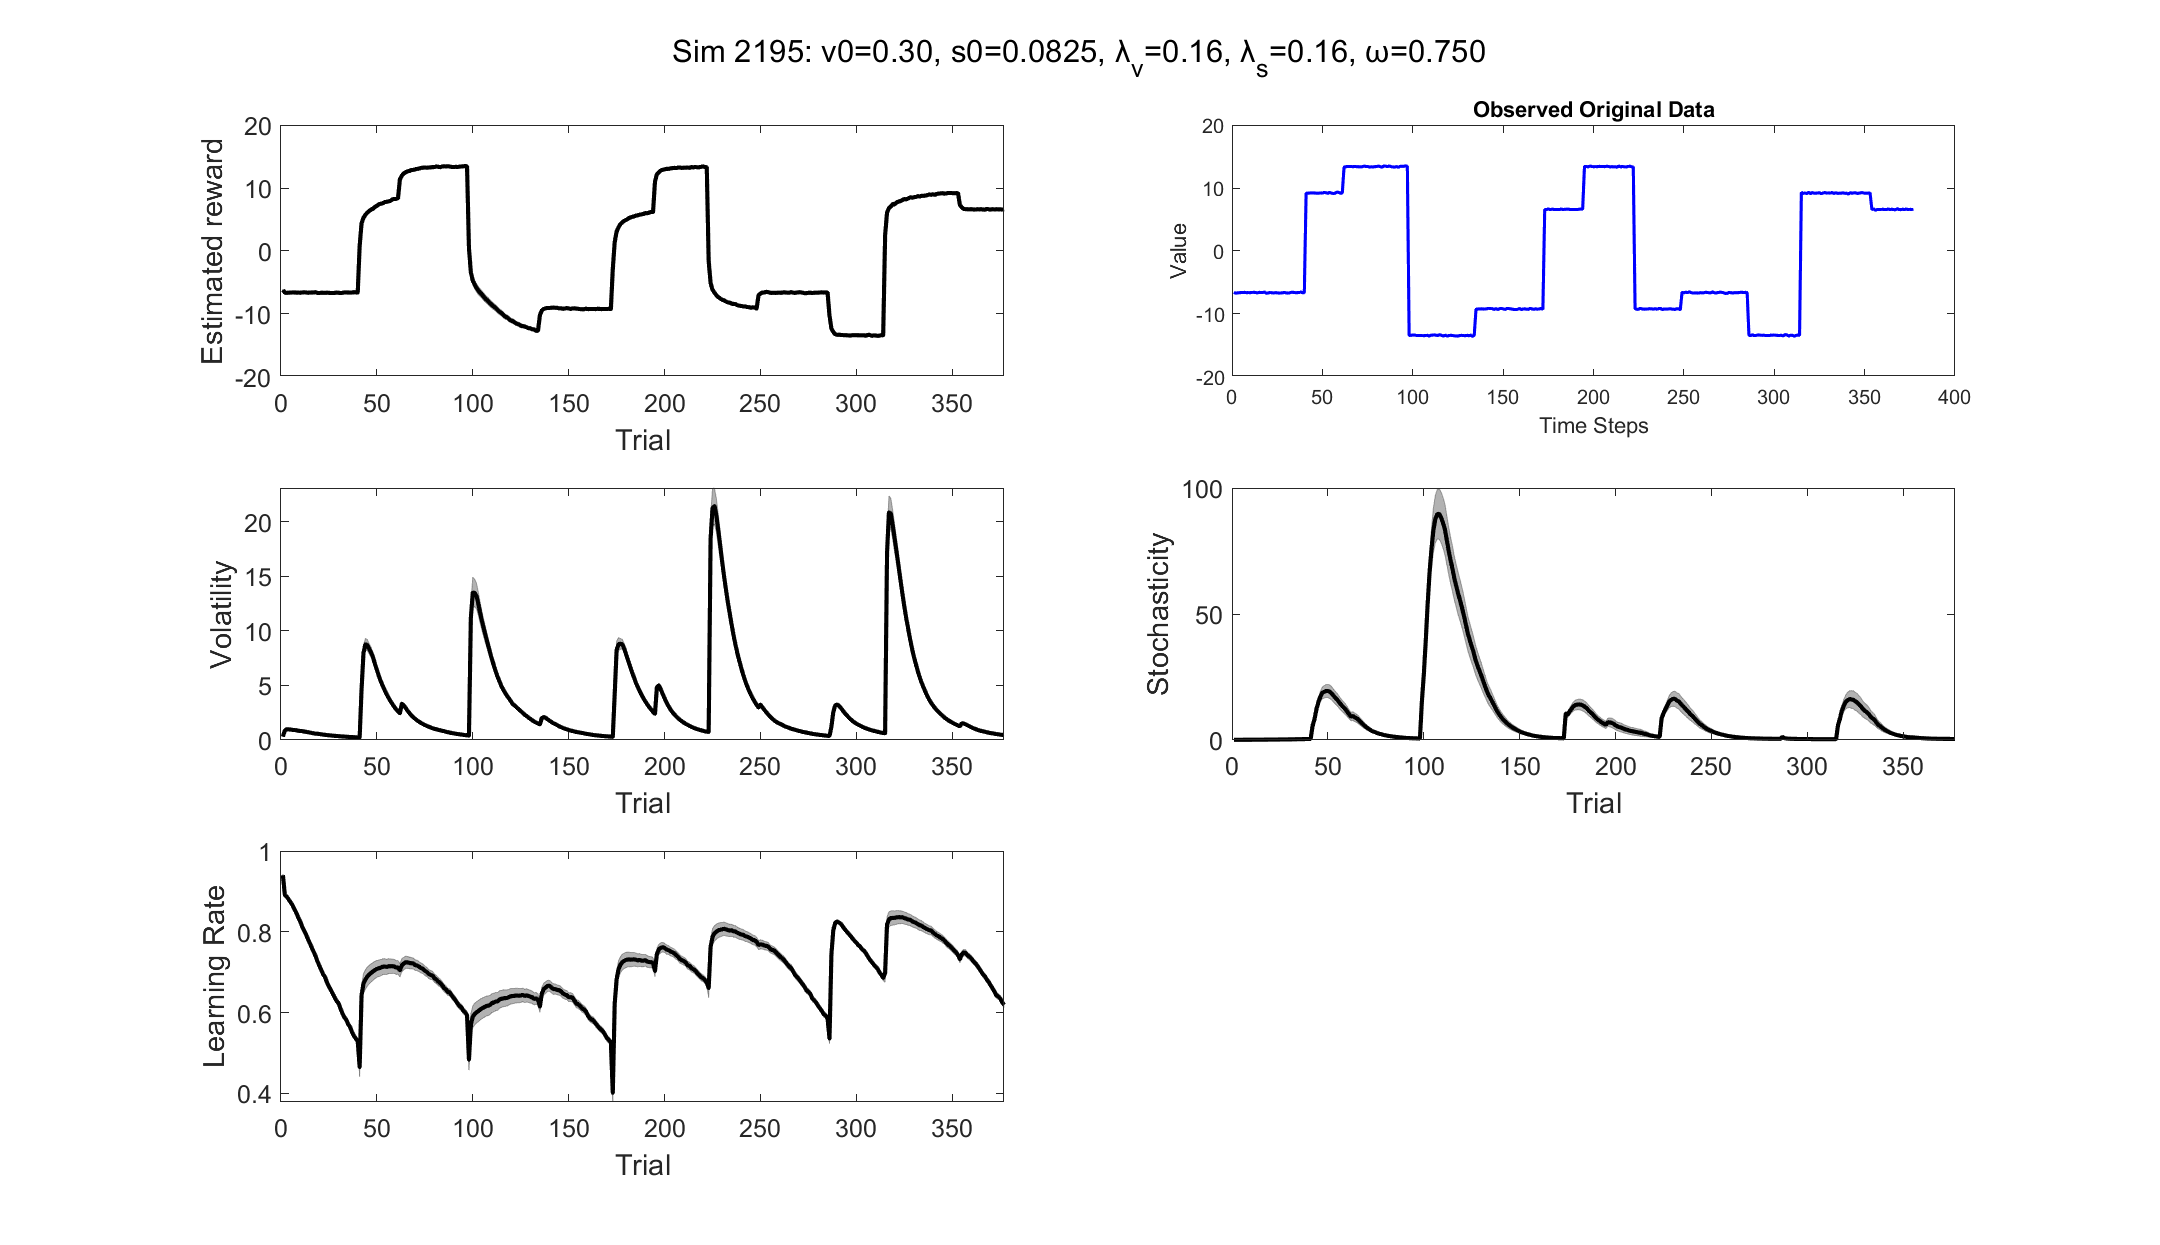 Sim 2195: v0=0.30, s0=0.0825, λ_v=0.16, λ_s=0.16, ω=0.750
Estimated reward
20
10
0
-10
-20
0 50 100 150 200 250 300 350
Trial
Observed Original Data
Value
20
10
0
-10
-20
0 50 100 150 200 250 300 350 400
Time Steps
Volatility
20
15
10
5
0
0 50 100 150 200 250 300 350
Trial
Stochasticity
100
50
0
0 50 100 150 200 250 300 350
Trial
Learning Rate
1
0.8
0.6
0.4
0 50 100 150 200 250 300 350
Trial